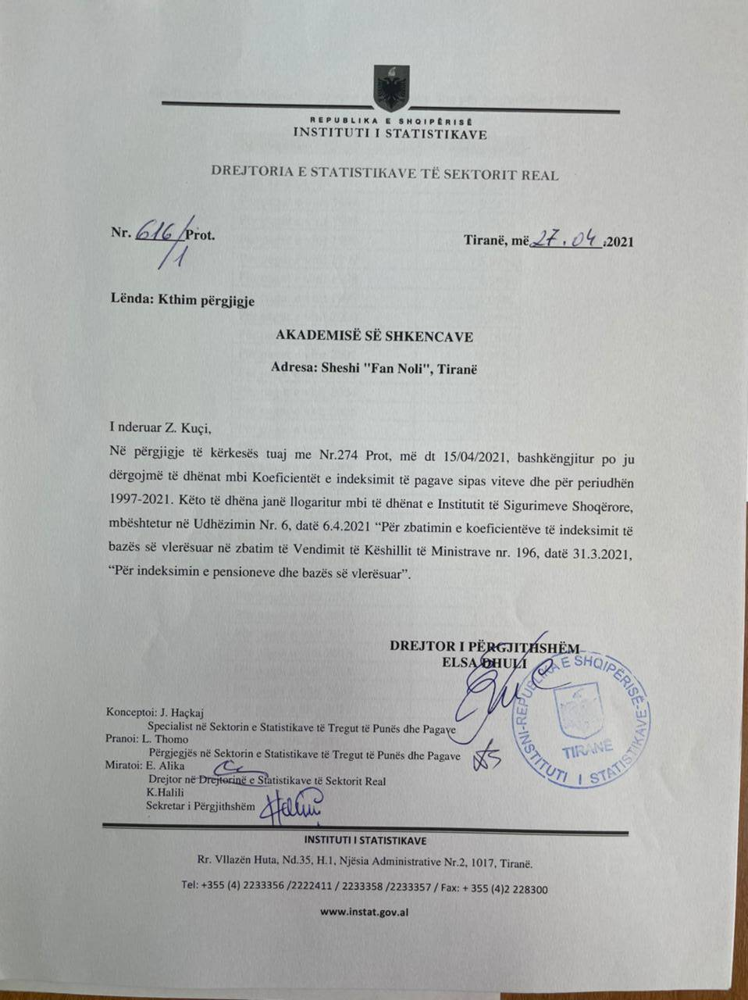 REPUBLIKA E SHQIPËRISË
INSTITUTI I STATISTIKAVE
DREJTORIA E STATISTIKAVE TË SEKTORIT REAL
Nr. 616/1 Prot.
Tiranë, më 27.04.2021
Lënda: Kthim përgjigje
AKADEMISË SË SHKENCAVE
Adresa: Sheshi "Fan Noli", Tiranë
I nderuar Z. Kuçi,
Në përgjigje të kërkesës tuaj me Nr.274 Prot, më dt 15/04/2021, bashkëngjitur po ju
dërgojmë të dhënat mbi Koeficientët e indeksimit të pagave sipas viteve dhe për periudhën
1997-2021. Këto të dhëna janë llogaritur mbi të dhënat e Institutit të Sigurimeve Shoqërore,
mbështetur në Udhëzimin Nr. 6, datë 6.4.2021 “Për zbatimin e koeficientëve të indeksimit të
bazës së vlerësuar në zbatim të Vendimit të Këshillit të Ministrave nr. 196, datë 31.3.2021,
“Për indeksimin e pensioneve dhe bazës së vlerësuar”.
DREJTOR I PËRGJITHSHËM
ELSA DHULI
REPUBLIKA E SHQIPËRISË
INSTITUTI I STATISTIKAVE
TIRANË
Konceptoi: J. Haçkaj
Specialist në Sektorin e Statistikave të Tregut të Punës dhe Pagave
Pranoi: L. Thomo
Përgjegjës në Sektorin e Statistikave të Tregut të Punës dhe Pagave
Miratoi: E. Alika
Drejtor në Drejtorinë e Statistikave të Sektorit Real
K.Halili
Sekretar i Përgjithshëm
INSTITUTI I STATISTIKAVE
Rr. Vllazën Huta, Nd.35, H.1, Njësia Administrative Nr.2, 1017, Tiranë.
Tel: +355 (4) 2233356 /2222411 / 2233358 /2233357 / Fax: + 355 (4)2 228300
www.instat.gov.al